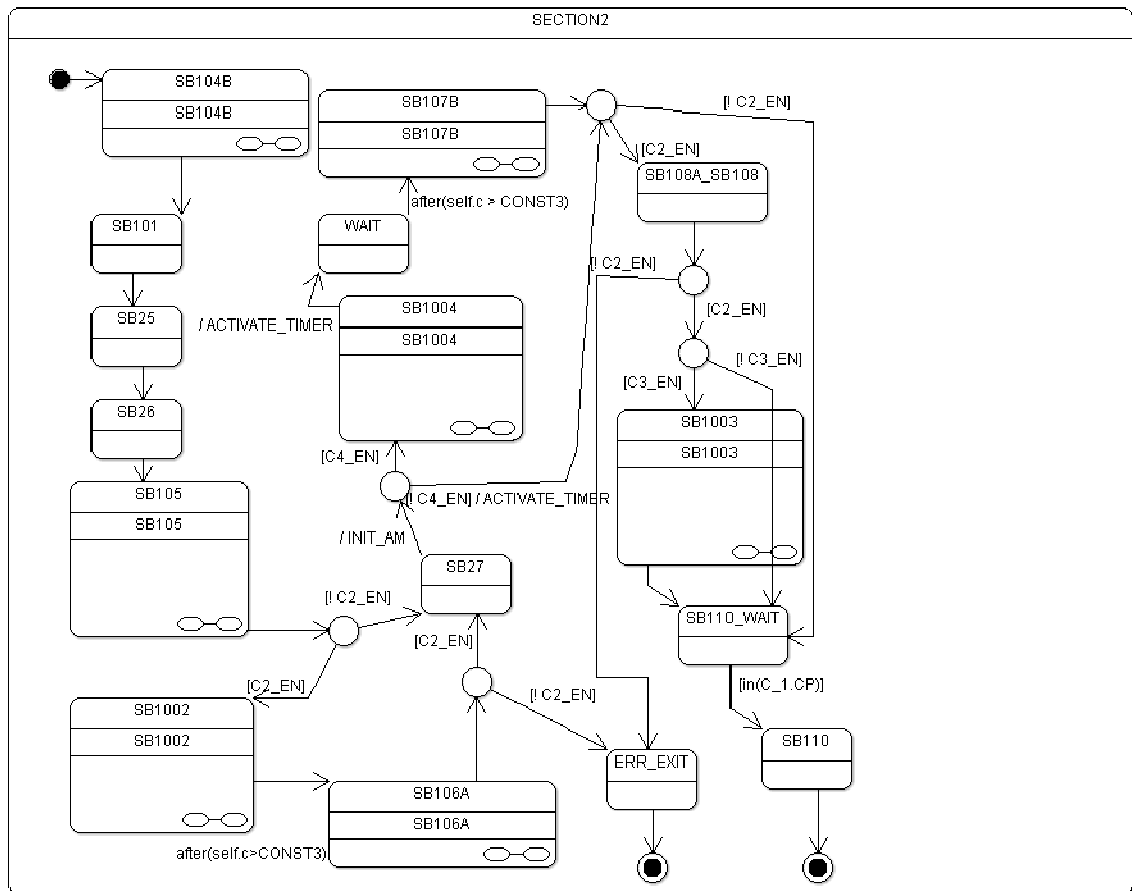 SECTION2
SB104B
SB104B
SB107B
SB107B
[! C2_EN]
[C2_EN]
SB108A_SB108
after(self.c > CONST3)
SB101
WAIT
[! C2_EN]
SB1004
SB1004
[C2_EN]
SB25
/ ACTIVATE_TIMER
[! C3_EN]
[C3_EN]
SB26
SB1003
SB1003
[C4_EN]
SB105
SB105
[! C4_EN] / ACTIVATE_TIMER
/ INIT_AM
SB27
[! C2_EN]
SB110_WAIT
[C2_EN]
[C2_EN]
[! C2_EN]
[in(C_1.CP)]
SB1002
SB1002
SB110
ERR_EXIT
SB106A
SB106A
after(self.c>CONST3)